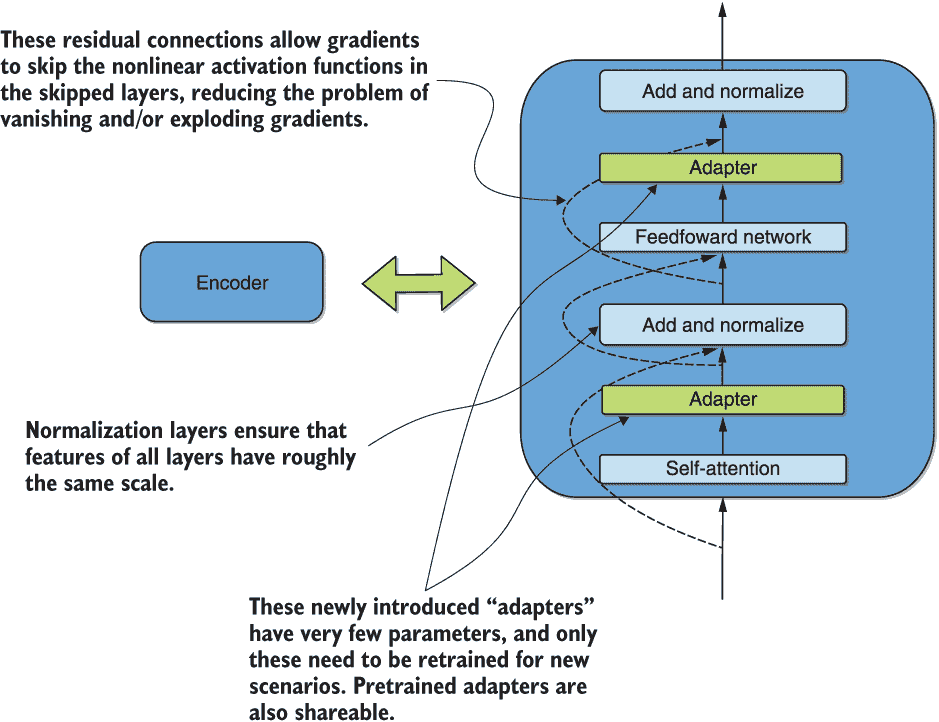 These residual connections allow gradients
to skip the nonlinear activation functions in
the skipped layers, reducing the problem of
vanishing and/or exploding gradients.
Add and normalize
Adapter
Feedfoward network
Encoder
Add and normalize
Adapter
Self-attention
Normalization layers ensure that
features of all layers have roughly
the same scale.
These newly introduced “adapters”
have very few parameters, and only
these need to be retrained for new
scenarios. Pretrained adapters are
also shareable.